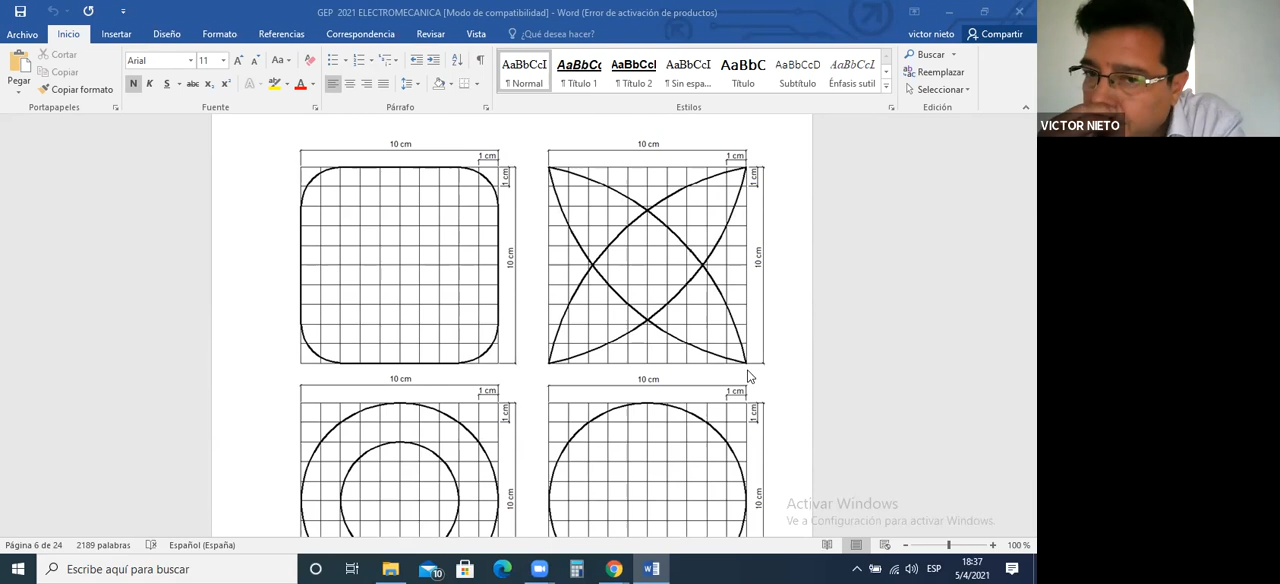 GEP 2021 ELECTROMECANICA [Modo de compatibilidad] - Word (Error de activación de productos)
Archivo Inicio Insertar Diseño Formato Referencias Correspondencia Revisar Vista ¿Qué desea hacer? victor nieto Compartir
Pegar
Cortar
Copiar
Copiar formato
Portapapeles
Arial 11 Aa
N K S abc x₂ x²
Fuente
Párrafo
AaBbCcI AaBbCc AaBbCcI AaBbCcI AaBbC AaBbCcD AaBbCcL
¶ Normal Título 1 Título 2 ¶ Sin espa... Título Subtítulo Énfasis sutil
Estilos
Buscar
Reemplazar
Seleccionar
Edición
VICTOR NIETO
10 cm
1 cm
1 cm
10 cm
10 cm
1 cm
1 cm
10 cm
10 cm
1 cm
1 cm
10 cm
10 cm
1 cm
1 cm
10 cm
Activar Windows
Ve a Configuración para activar Windows.
Página 6 de 24 2189 palabras Español (España) 100 %
Escribe aquí para buscar
10
ESP
18:37
5/4/2021